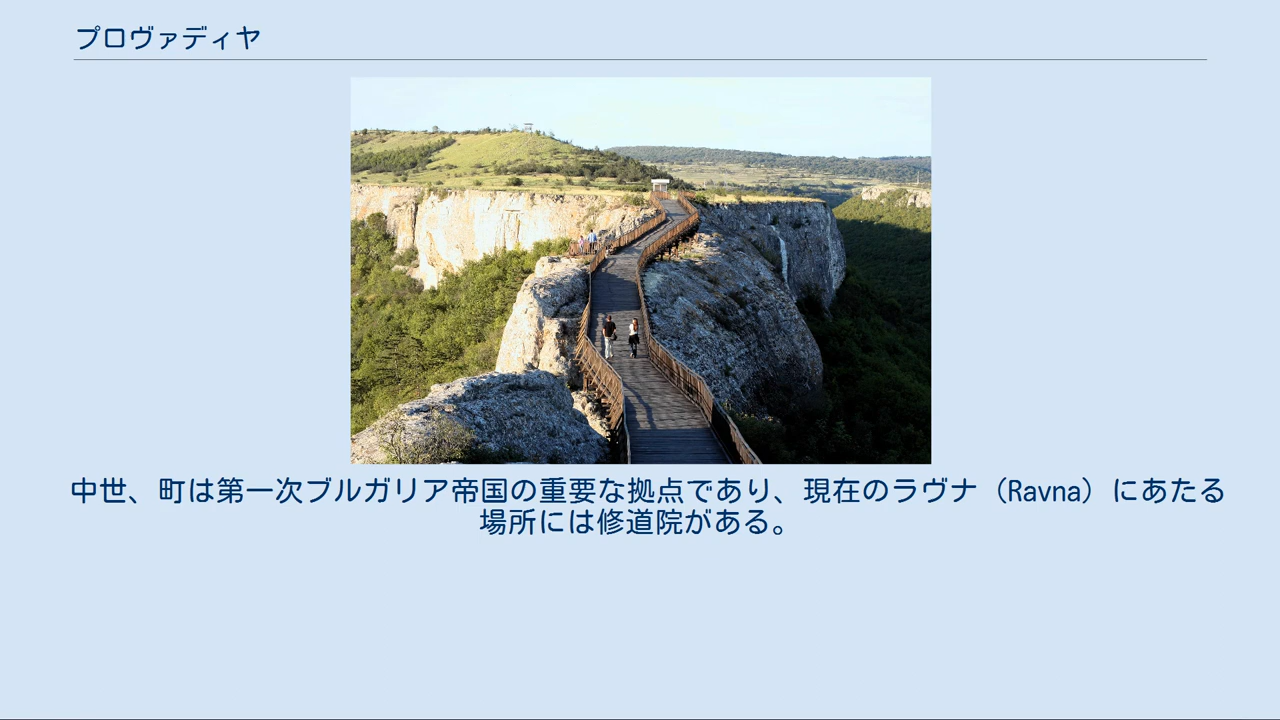 プロヴァディヤ
中世、町は第一次ブルガリア帝国の重要な拠点であり、現在のラヴナ（Ravna）にあたる
場所には修道院がある。